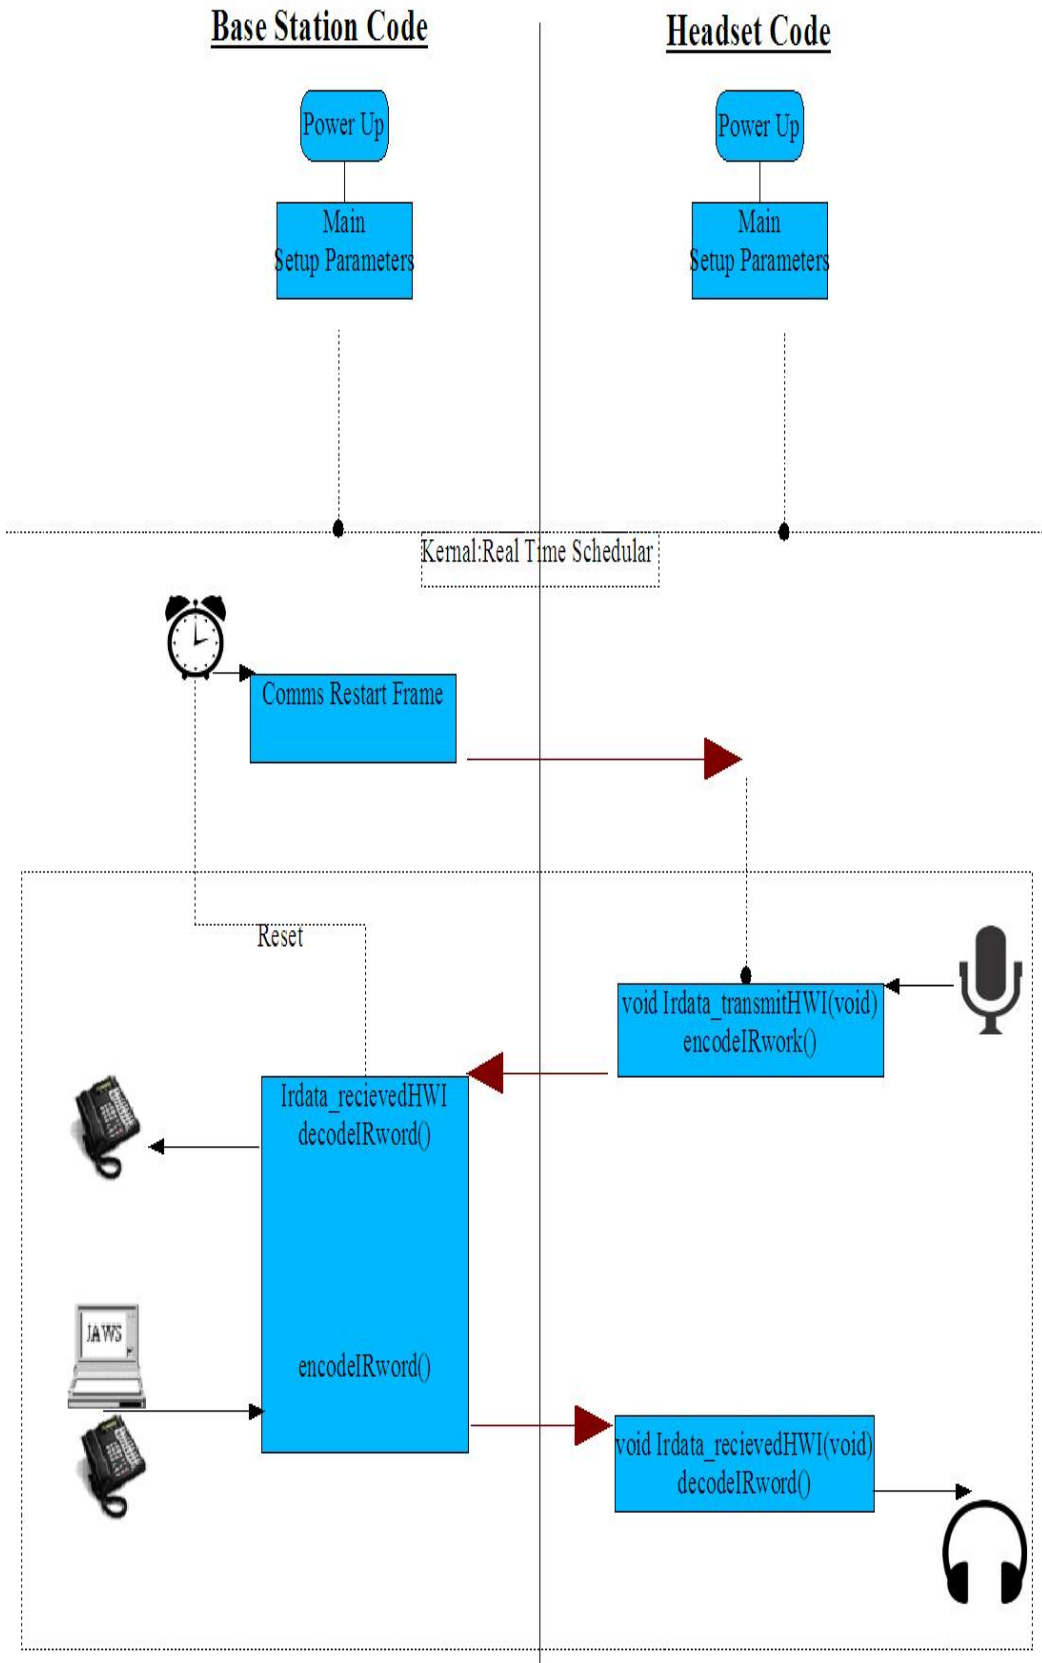 Base Station Code
Headset Code
Power Up
Power Up
Main
Setup Parameters
Main
Setup Parameters
Kernal:Real Time Schedular
Comms Restart Frame
Reset
void Irdata_transmitHWI(void)
encodeIRwork()
Irdata_recievedHWI
decodeIRword()
JAWS
encodeIRword()
void Irdata_recievedHWI(void)
decodeIRword()